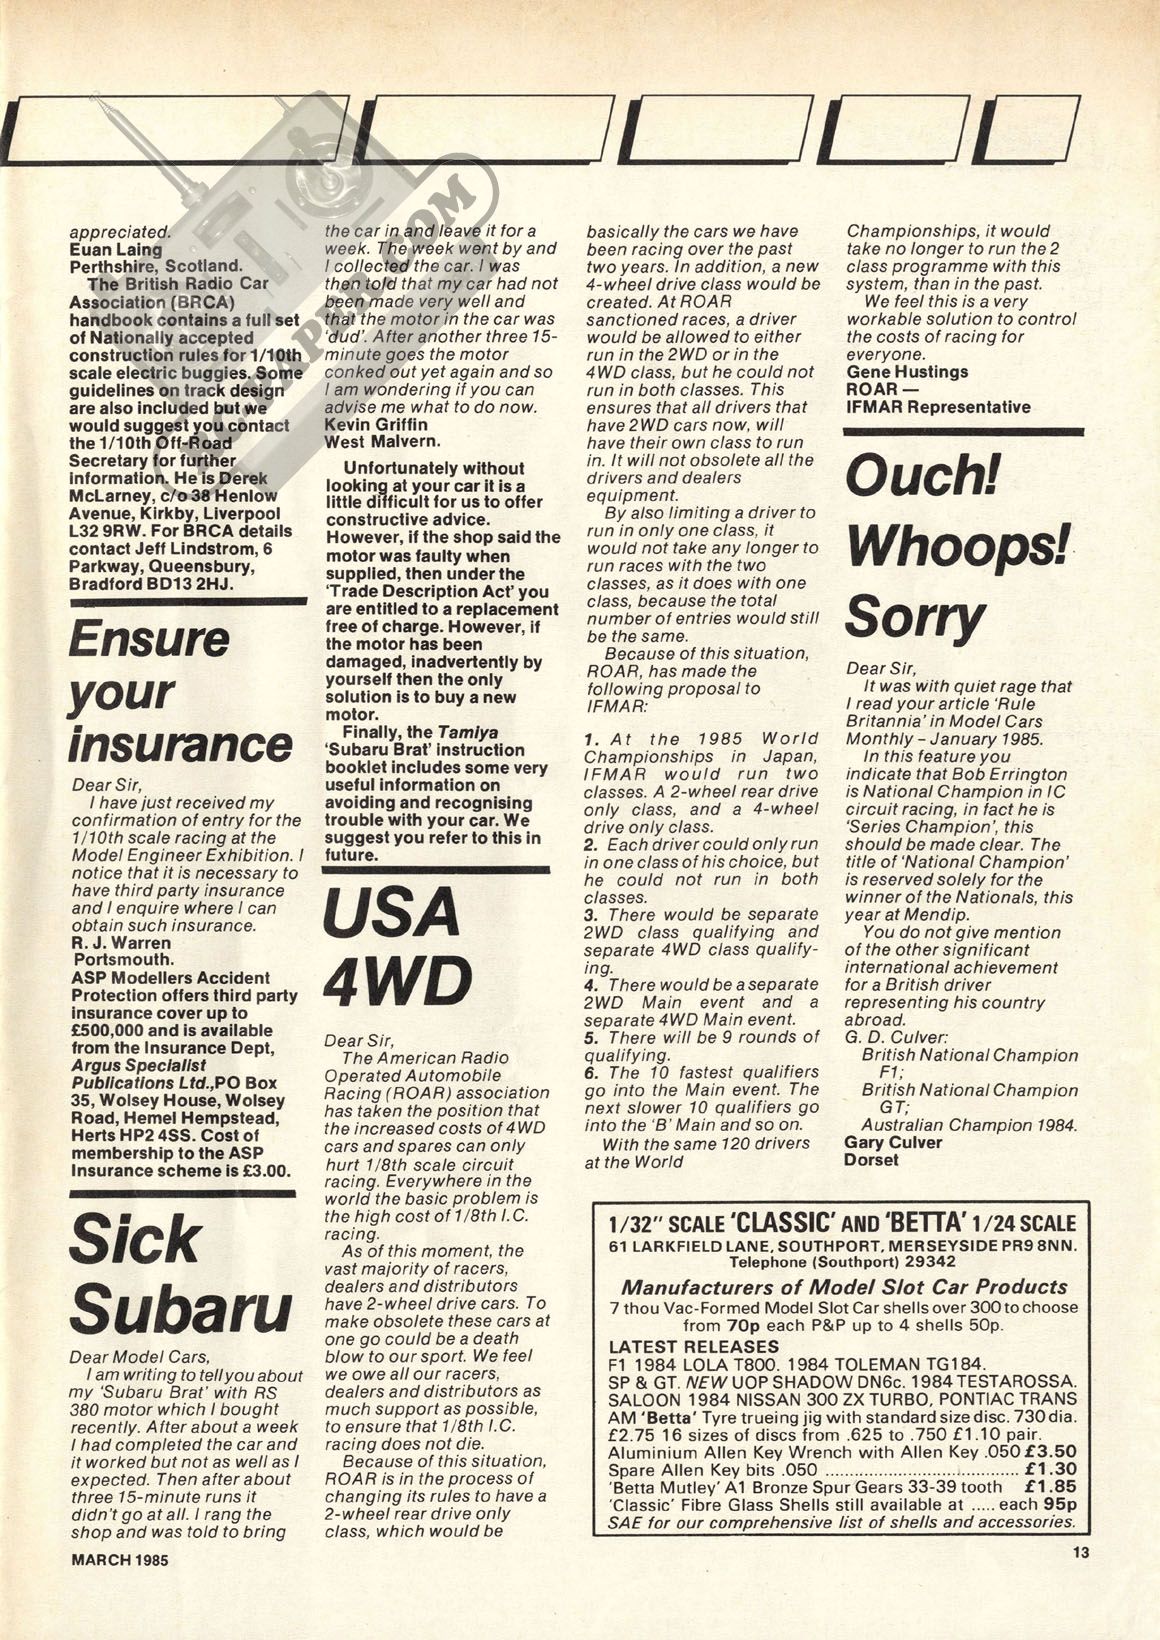 appreciated.
Euan Laing
Perthshire, Scotland.
The British Radio Car
Association (BRCA)
handbook contains a full set
of Nationally accepted
construction rules for 1/10th
scale electric buggies. Some
guidelines on track design
are also included but we
would suggest you contact
the 1/10th Off-Road
Secretary for further
information. He is Derek
McLarney, c/o 38 Henlow
Avenue, Kirkby, Liverpool
L32 9RW. For BRCA details
contact Jeff Lindstrom, 6
Parkway, Queensbury,
Bradford BD13 2HJ.
Ensure
your
insurance
Dear Sir,
I have just received my
confirmation of entry for the
1/10th scale racing at the
Model Engineer Exhibition. I
notice that it is necessary to
have third party insurance
and I enquire where I can
obtain such insurance.
R. J. Warren
Portsmouth.
ASP Modellers Accident
Protection offers third party
insurance cover up to
£500,000 and is available
from the Insurance Dept,
Argus Specialist
Publications Ltd.,PO Box
35, Wolsey House, Wolsey
Road, Hemel Hempstead,
Herts HP2 4SS. Cost of
membership to the ASP
Insurance scheme is £3.00.
Sick
Subaru
Dear Model Cars,
I am writing to tell you about
my 'Subaru Brat' with RS
380 motor which I bought
recently. After about a week
I had completed the car and
it worked but not as well as I
expected. Then after about
three 15-minute runs it
didn't go at all. I rang the
shop and was told to bring
the car in and leave it for a
week. The week went by and
I collected the car. I was
then told that my car had not
been made very well and
that the motor in the car was
'dud'. After another three 15-
minute goes the motor
conked out yet again and so
I am wondering if you can
advise me what to do now.
Kevin Griffin
West Malvern.
Unfortunately without
looking at your car it is a
little difficult for us to offer
constructive advice.
However, if the shop said the
motor was faulty when
supplied, then under the
'Trade Description Act' you
are entitled to a replacement
free of charge. However, if
the motor has been
damaged, inadvertently by
yourself then the only
solution is to buy a new
motor.
Finally, the Tamiya
'Subaru Brat' instruction
booklet includes some very
useful information on
avoiding and recognising
trouble with your car. We
suggest you refer to this in
future.
USA
4WD
Dear Sir,
The American Radio
Operated Automobile
Racing (ROAR) association
has taken the position that
the increased costs of 4WD
cars and spares can only
hurt 1/8th scale circuit
racing. Everywhere in the
world the basic problem is
the high cost of 1/8th I.C.
racing.
As of this moment, the
vast majority of racers,
dealers and distributors
have 2-wheel drive cars. To
make obsolete these cars at
one go could be a death
blow to our sport. We feel
we owe all our racers,
dealers and distributors as
much support as possible,
to ensure that 1/8th I.C.
racing does not die.
Because of this situation,
ROAR is in the process of
changing its rules to have a
2-wheel rear drive only
class, which would be
basically the cars we have
been racing over the past
two years. In addition, a new
4-wheel drive class would be
created. At ROAR
sanctioned races, a driver
would be allowed to either
run in the 2WD or in the
4WD class, but he could not
run in both classes. This
ensures that all drivers that
have 2WD cars now, will
have their own class to run
in. It will not obsolete all the
drivers and dealers
equipment.
By also limiting a driver to
run in only one class, it
would not take any longer to
run races with the two
classes, as it does with one
class, because the total
number of entries would still
be the same.
Because of this situation,
ROAR, has made the
following proposal to
IFMAR:
1. At the 1985 World
Championships in Japan,
IFMAR would run two
classes. A 2-wheel rear drive
only class, and a 4-wheel
drive only class.
2. Each driver could only run
in one class of his choice, but
he could not run in both
classes.
3. There would be separate
2WD class qualifying and
separate 4WD class qualify-
ing.
4. There would be a separate
2WD Main event and a
separate 4WD Main event.
5. There will be 9 rounds of
qualifying.
6. The 10 fastest qualifiers
go into the Main event. The
next slower 10 qualifiers go
into the 'B' Main and so on.
With the same 120 drivers
at the World
Championships, it would
take no longer to run the 2
class programme with this
system, than in the past.
We feel this is a very
workable solution to control
the costs of racing for
everyone.
Gene Hustings
ROAR —
IFMAR Representative
Ouch!
Whoops!
Sorry
Dear Sir,
It was with quiet rage that
I read your article 'Rule
Britannia' in Model Cars
Monthly – January 1985.
In this feature you
indicate that Bob Errington
is National Champion in IC
circuit racing, in fact he is
'Series Champion', this
should be made clear. The
title of 'National Champion'
is reserved solely for the
winner of the Nationals, this
year at Mendip.
You do not give mention
of the other significant
international achievement
for a British driver
representing his country
abroad.
G. D. Culver:
British National Champion
F1;
British National Champion
GT;
Australian Champion 1984.
Gary Culver
Dorset
1/32" SCALE 'CLASSIC' AND 'BETTA' 1/24 SCALE
61 LARKFIELD LANE, SOUTHPORT, MERSEYSIDE PR9 8NN.
Telephone (Southport) 29342
Manufacturers of Model Slot Car Products
7 thou Vac-Formed Model Slot Car shells over 300 to choose
from 70p each P&P up to 4 shells 50p.
LATEST RELEASES
F1 1984 LOLA T800. 1984 TOLEMAN TG184.
SP & GT. NEW UOP SHADOW DN6c. 1984 TESTAROSSA.
SALOON 1984 NISSAN 300 ZX TURBO, PONTIAC TRANS
AM 'Betta' Tyre trueing jig with standard size disc. 730 dia.
£2.75 16 sizes of discs from .625 to .750 £1.10 pair.
Aluminium Allen Key Wrench with Allen Key .050 £3.50
Spare Allen Key bits .050 ........................................ £1.30
'Betta Mutley' A1 Bronze Spur Gears 33-39 tooth £1.85
'Classic' Fibre Glass Shells still available at ..... each 95p
SAE for our comprehensive list of shells and accessories.
MARCH 1985
13
RCPAPER.COM